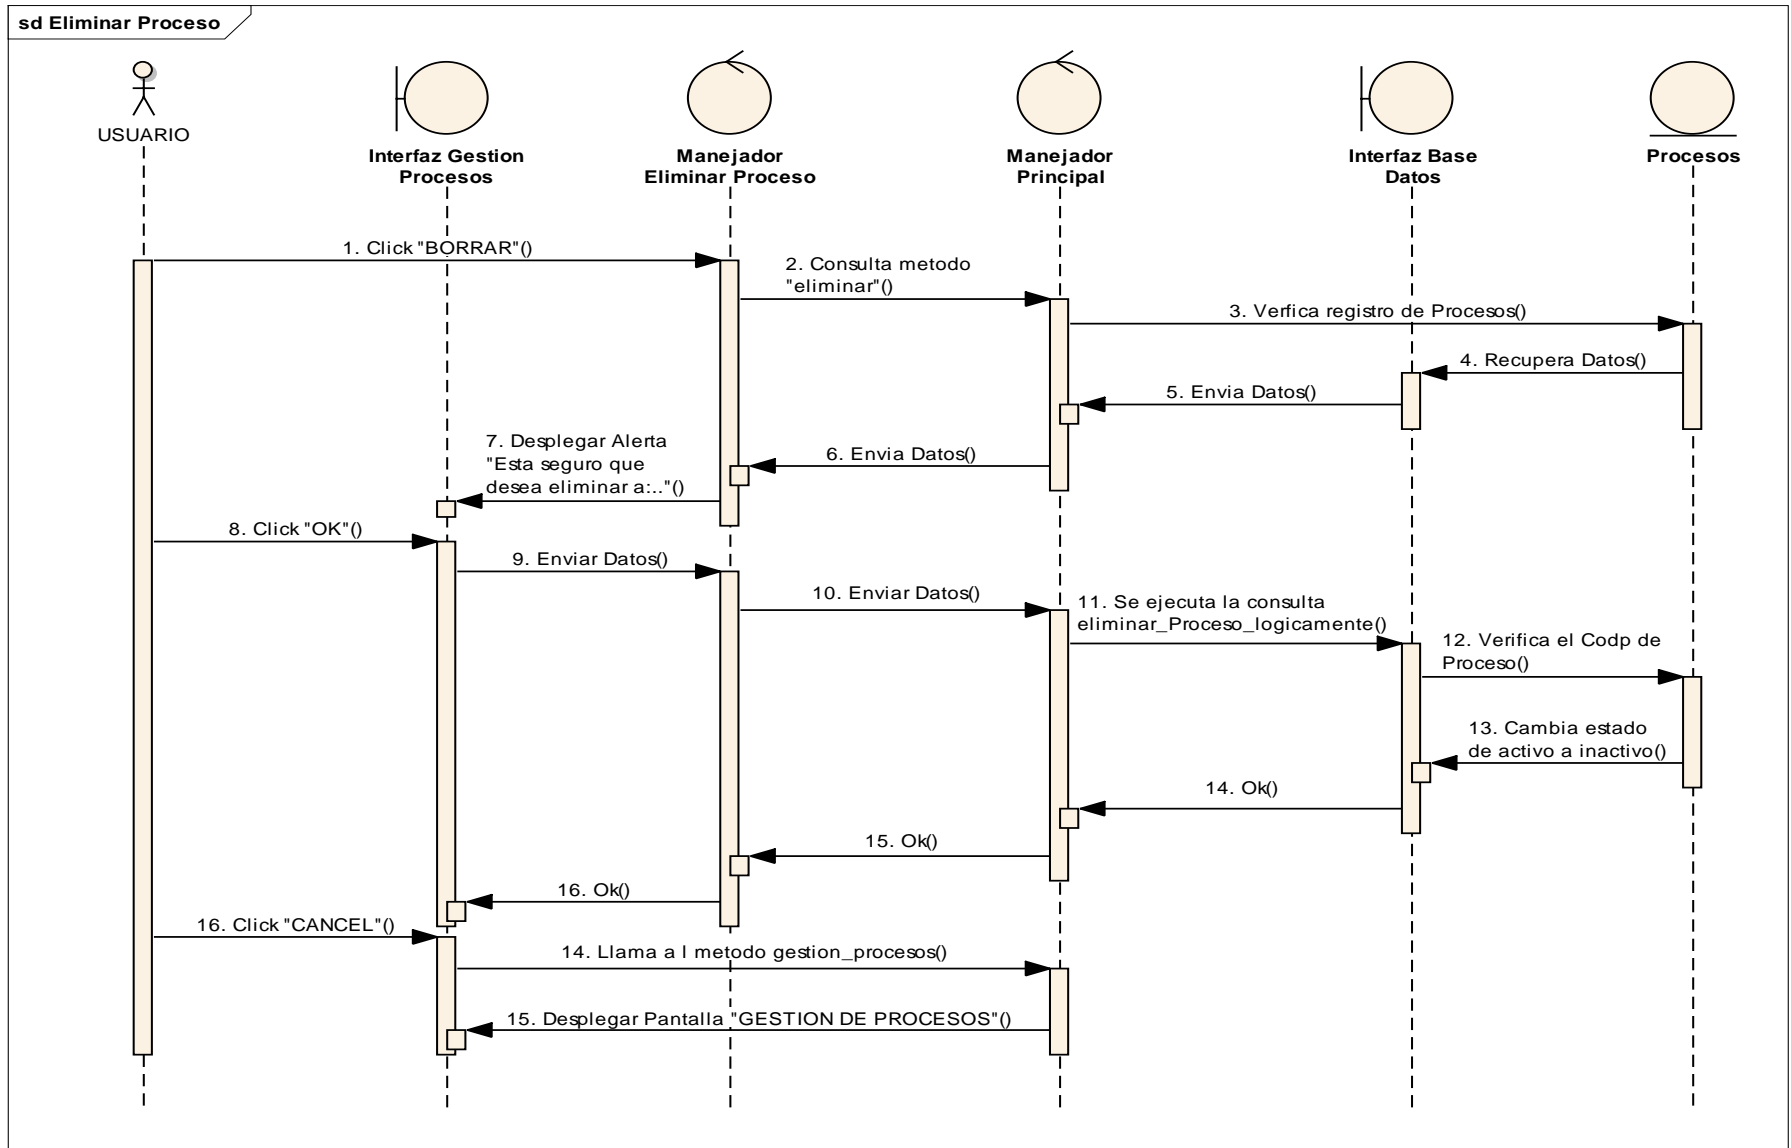 sd Eliminar Proceso
USUARIO
Interfaz Gestion
Procesos
Manejador
Eliminar Proceso
Manejador
Principal
Interfaz Base
Datos
Procesos
1. Click "BORRAR"()
2. Consulta metodo
"eliminar"()
3. Verfica registro de Procesos()
4. Recupera Datos()
5. Envia Datos()
6. Envia Datos()
7. Desplegar Alerta
"Esta seguro que
desea eliminar a:.."()
8. Click "OK"()
9. Enviar Datos()
10. Enviar Datos()
11. Se ejecuta la consulta
eliminar_Proceso_logicamente()
12. Verifica el Codp de
Proceso()
13. Cambia estado
de activo a inactivo()
14. Ok()
15. Ok()
16. Ok()
16. Click "CANCEL"()
14. Llama a l metodo gestion_procesos()
15. Desplegar Pantalla "GESTION DE PROCESOS"()